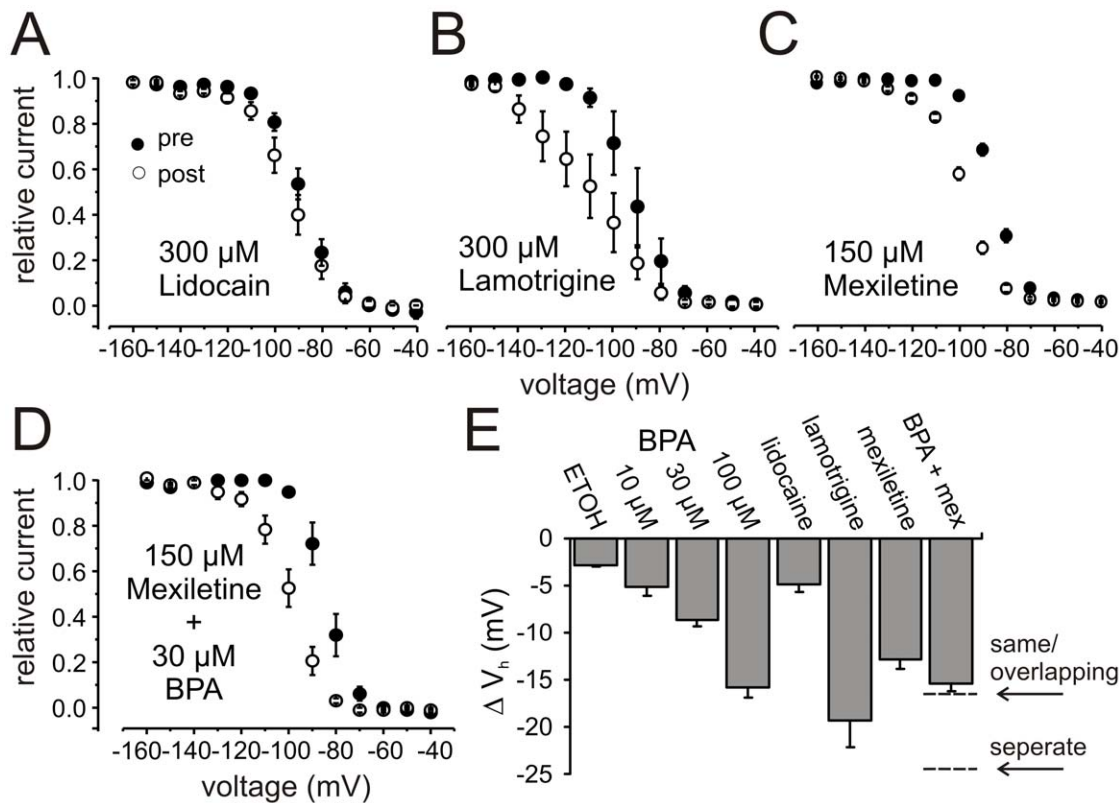 A
B
C
relative current
1.0
0.8
0.6
0.4
0.2
0.0
pre
post
300 µM
Lidocain
300 µM
Lamotrigine
150 µM
Mexiletine
-160 -140 -120 -100 -80 -60 -40
-160 -140 -120 -100 -80 -60 -40
-160 -140 -120 -100 -80 -60 -40
voltage (mV)
D
relative current
1.0
0.8
0.6
0.4
0.2
0.0
150 µM
Mexiletine
+
30 µM
BPA
-160 -140 -120 -100 -80 -60 -40
voltage (mV)
E
BPA
ETOH
10 µM
30 µM
100 µM
lidocaine
lamotrigine
mexiletine
BPA + mex
Δ Vh (mV)
0
-5
-10
-15
-20
-25
same/
overlapping
seperate